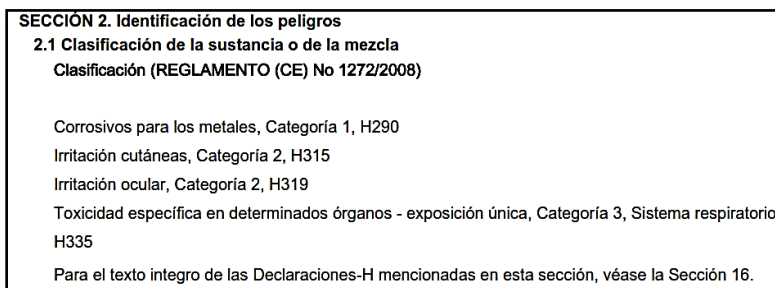 SECCIÓN 2. Identificación de los peligros
2.1 Clasificación de la sustancia o de la mezcla
Clasificación (REGLAMENTO (CE) No 1272/2008)
Corrosivos para los metales, Categoría 1, H290
Irritación cutáneas, Categoría 2, H315
Irritación ocular, Categoría 2, H319
Toxicidad específica en determinados órganos - exposición única, Categoría 3, Sistema respiratorio
H335
Para el texto integro de las Declaraciones-H mencionadas en esta sección, véase la Sección 16.